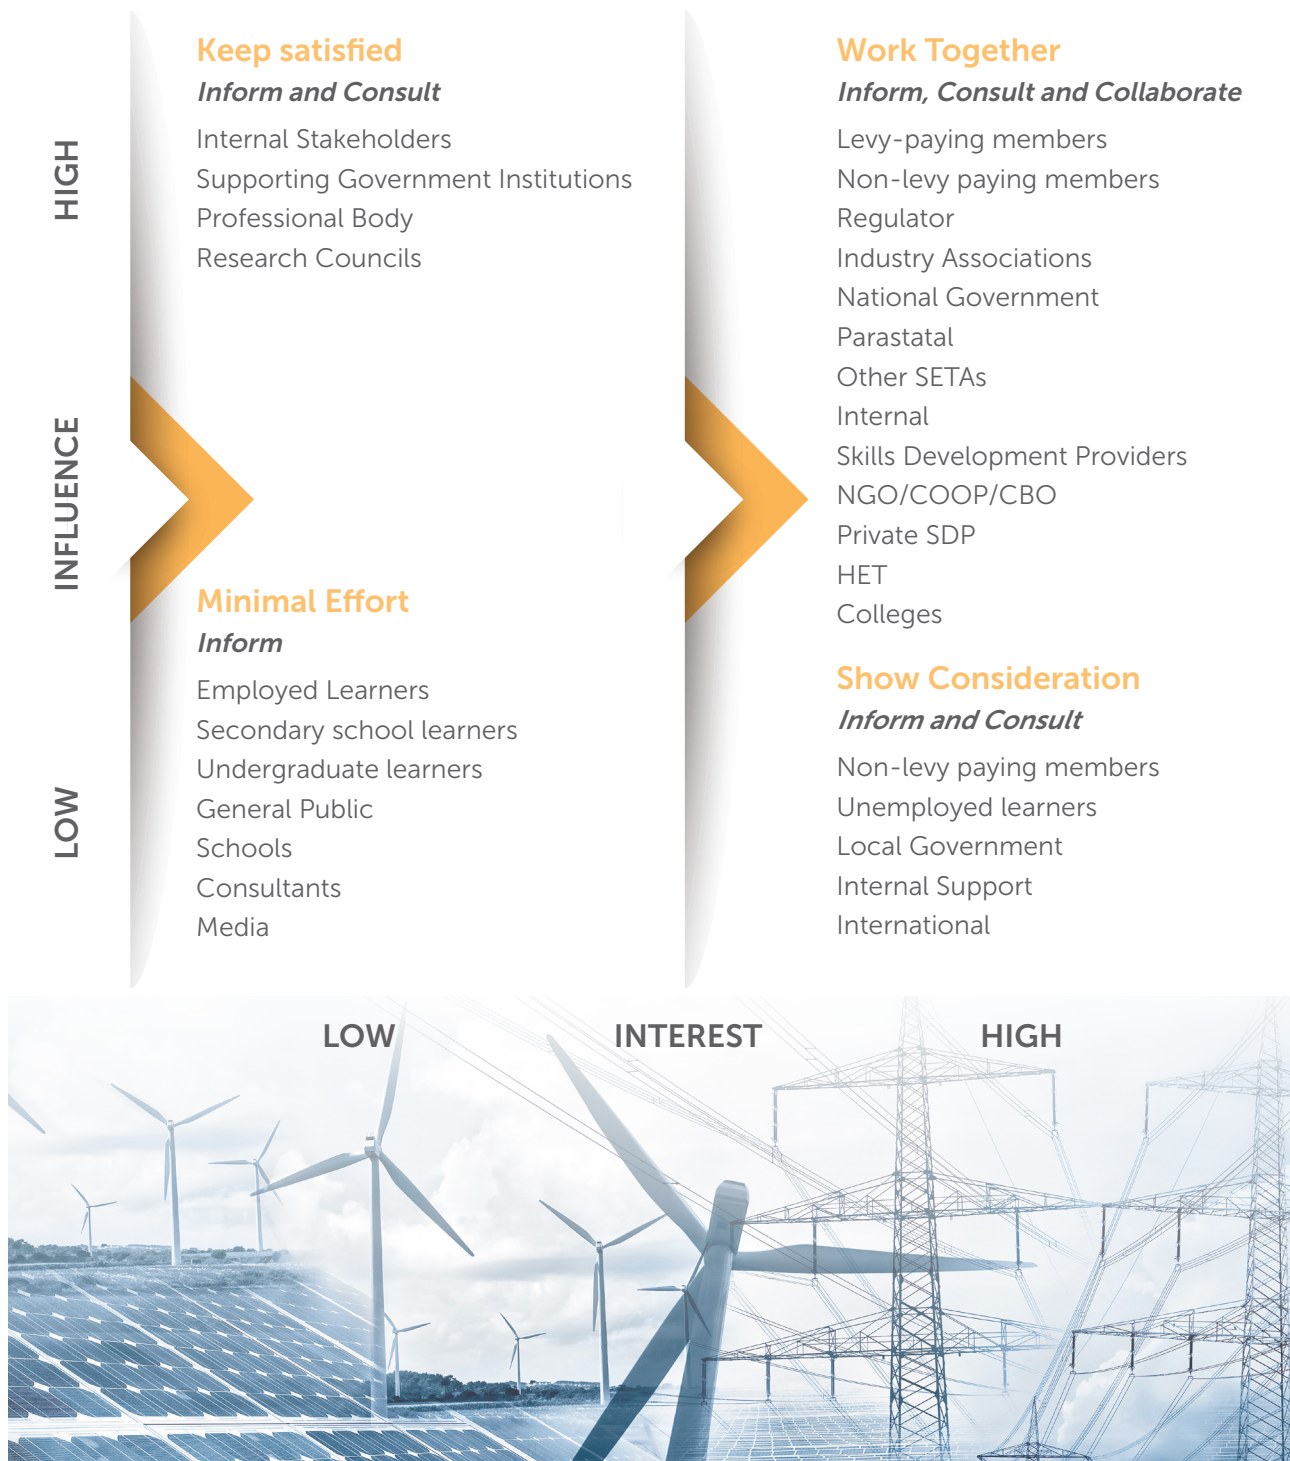 HIGH
INFLUENCE
LOW
Keep satisfied
Inform and Consult
Internal Stakeholders
Supporting Government Institutions
Professional Body
Research Councils
Minimal Effort
Inform
Employed Learners
Secondary school learners
Undergraduate learners
General Public
Schools
Consultants
Media
Work Together
Inform, Consult and Collaborate
Levy-paying members
Non-levy paying members
Regulator
Industry Associations
National Government
Parastatal
Other SETAs
Internal
Skills Development Providers
NGO/COOP/CBO
Private SDP
HET
Colleges
Show Consideration
Inform and Consult
Non-levy paying members
Unemployed learners
Local Government
Internal Support
International
LOW
INTEREST
HIGH